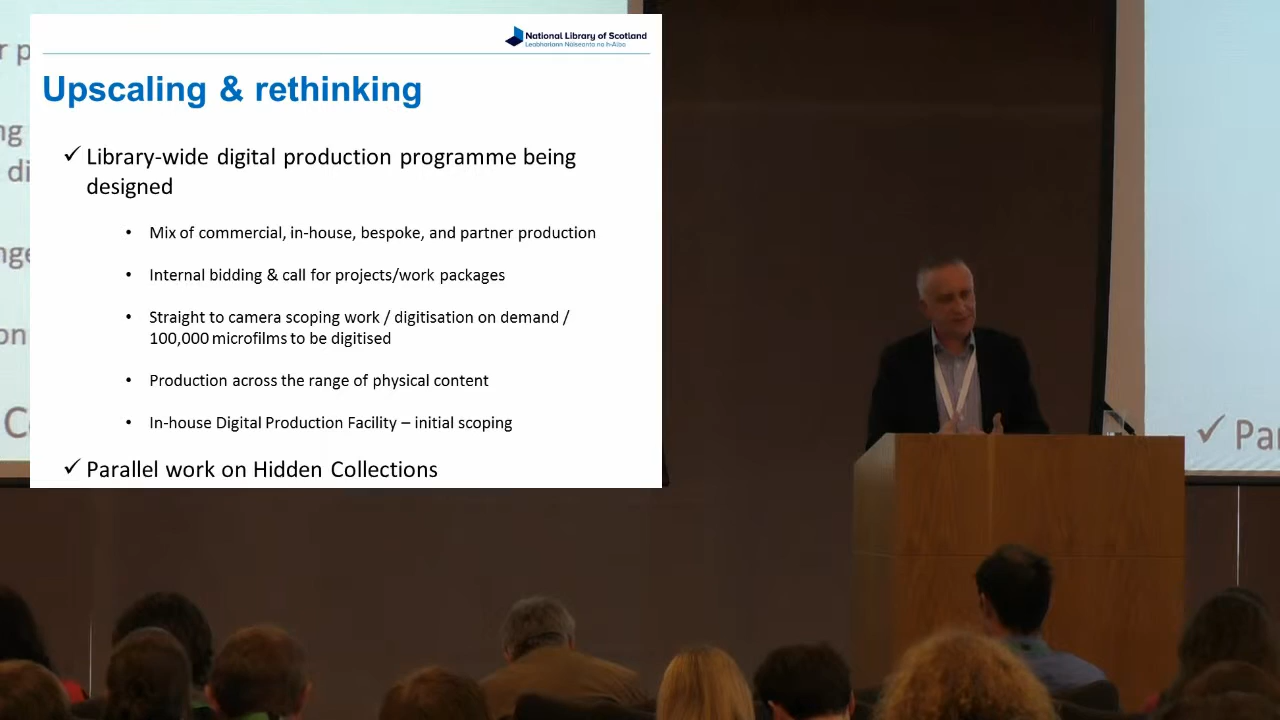 National Library of Scotland
Leabharlann Nàiseanta na h-Alba
Upscaling & rethinking
✓ Library-wide digital production programme being
designed
• Mix of commercial, in-house, bespoke, and partner production
• Internal bidding & call for projects/work packages
• Straight to camera scoping work / digitisation on demand /
100,000 microfilms to be digitised
• Production across the range of physical content
• In-house Digital Production Facility – initial scoping
✓ Parallel work on Hidden Collections